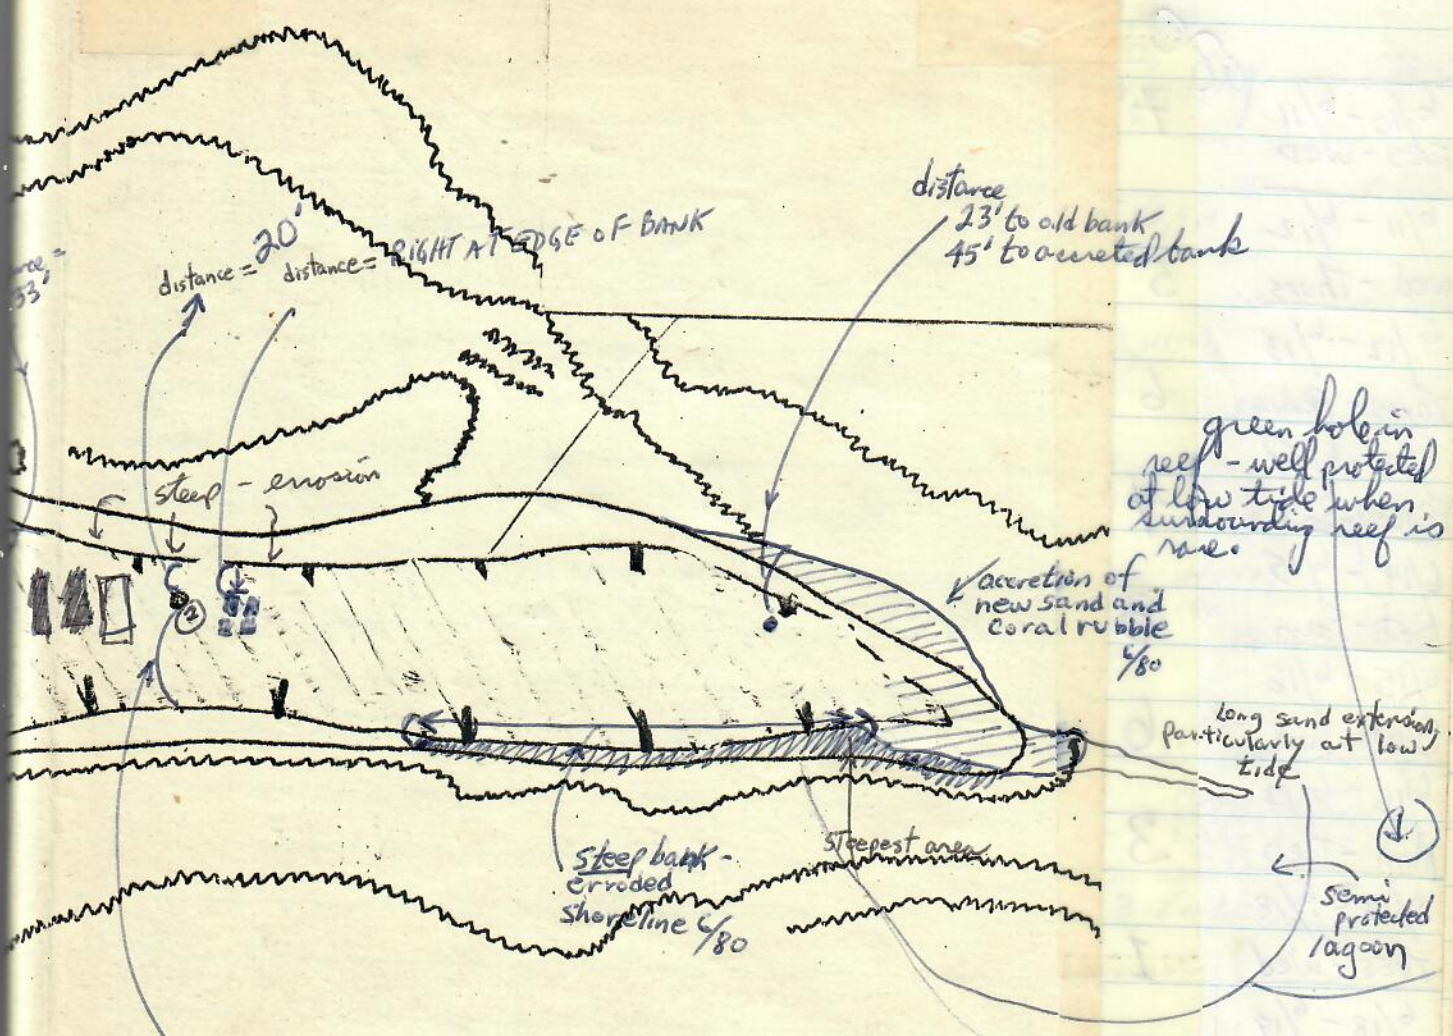 distance
23' to old bank
45' to accreted bank
20'
distance =
distance =
RIGHT AT EDGE OF BANK
33'
green hole in
reef - well protected
at low tide when
surrounding reef is
steep - errosion
accretion of
new sand and
coral rubble
6/80
2
Long sand extension,
particularly at low
tide
steepest area
steep bank -
erroded
shoreline 6/80
semi
protected
lagoon